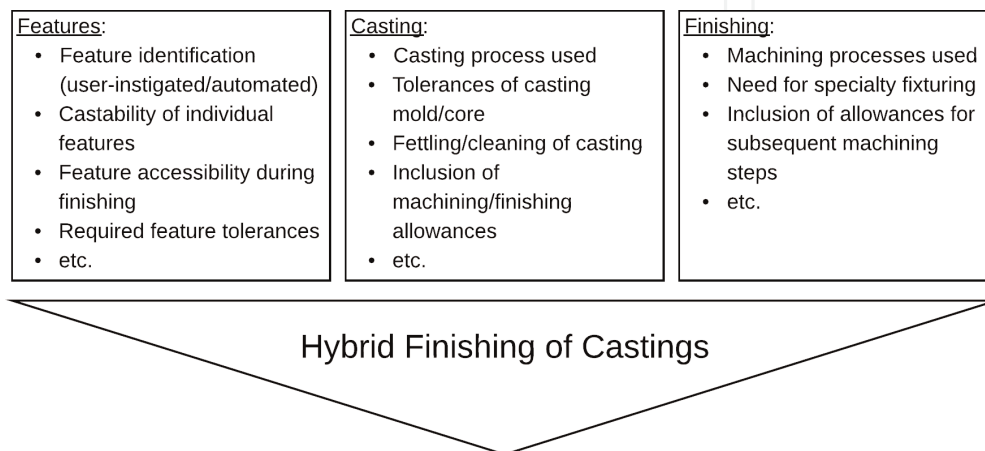 Features:
• Feature identification
(user-instigated/automated)
• Castability of individual
features
• Feature accessibility during
finishing
• Required feature tolerances
• etc.
Casting:
• Casting process used
• Tolerances of casting
mold/core
• Fettling/cleaning of casting
• Inclusion of
machining/finishing
allowances
• etc.
Finishing:
• Machining processes used
• Need for specialty fixturing
• Inclusion of allowances for
subsequent machining
steps
• etc.
Hybrid Finishing of Castings